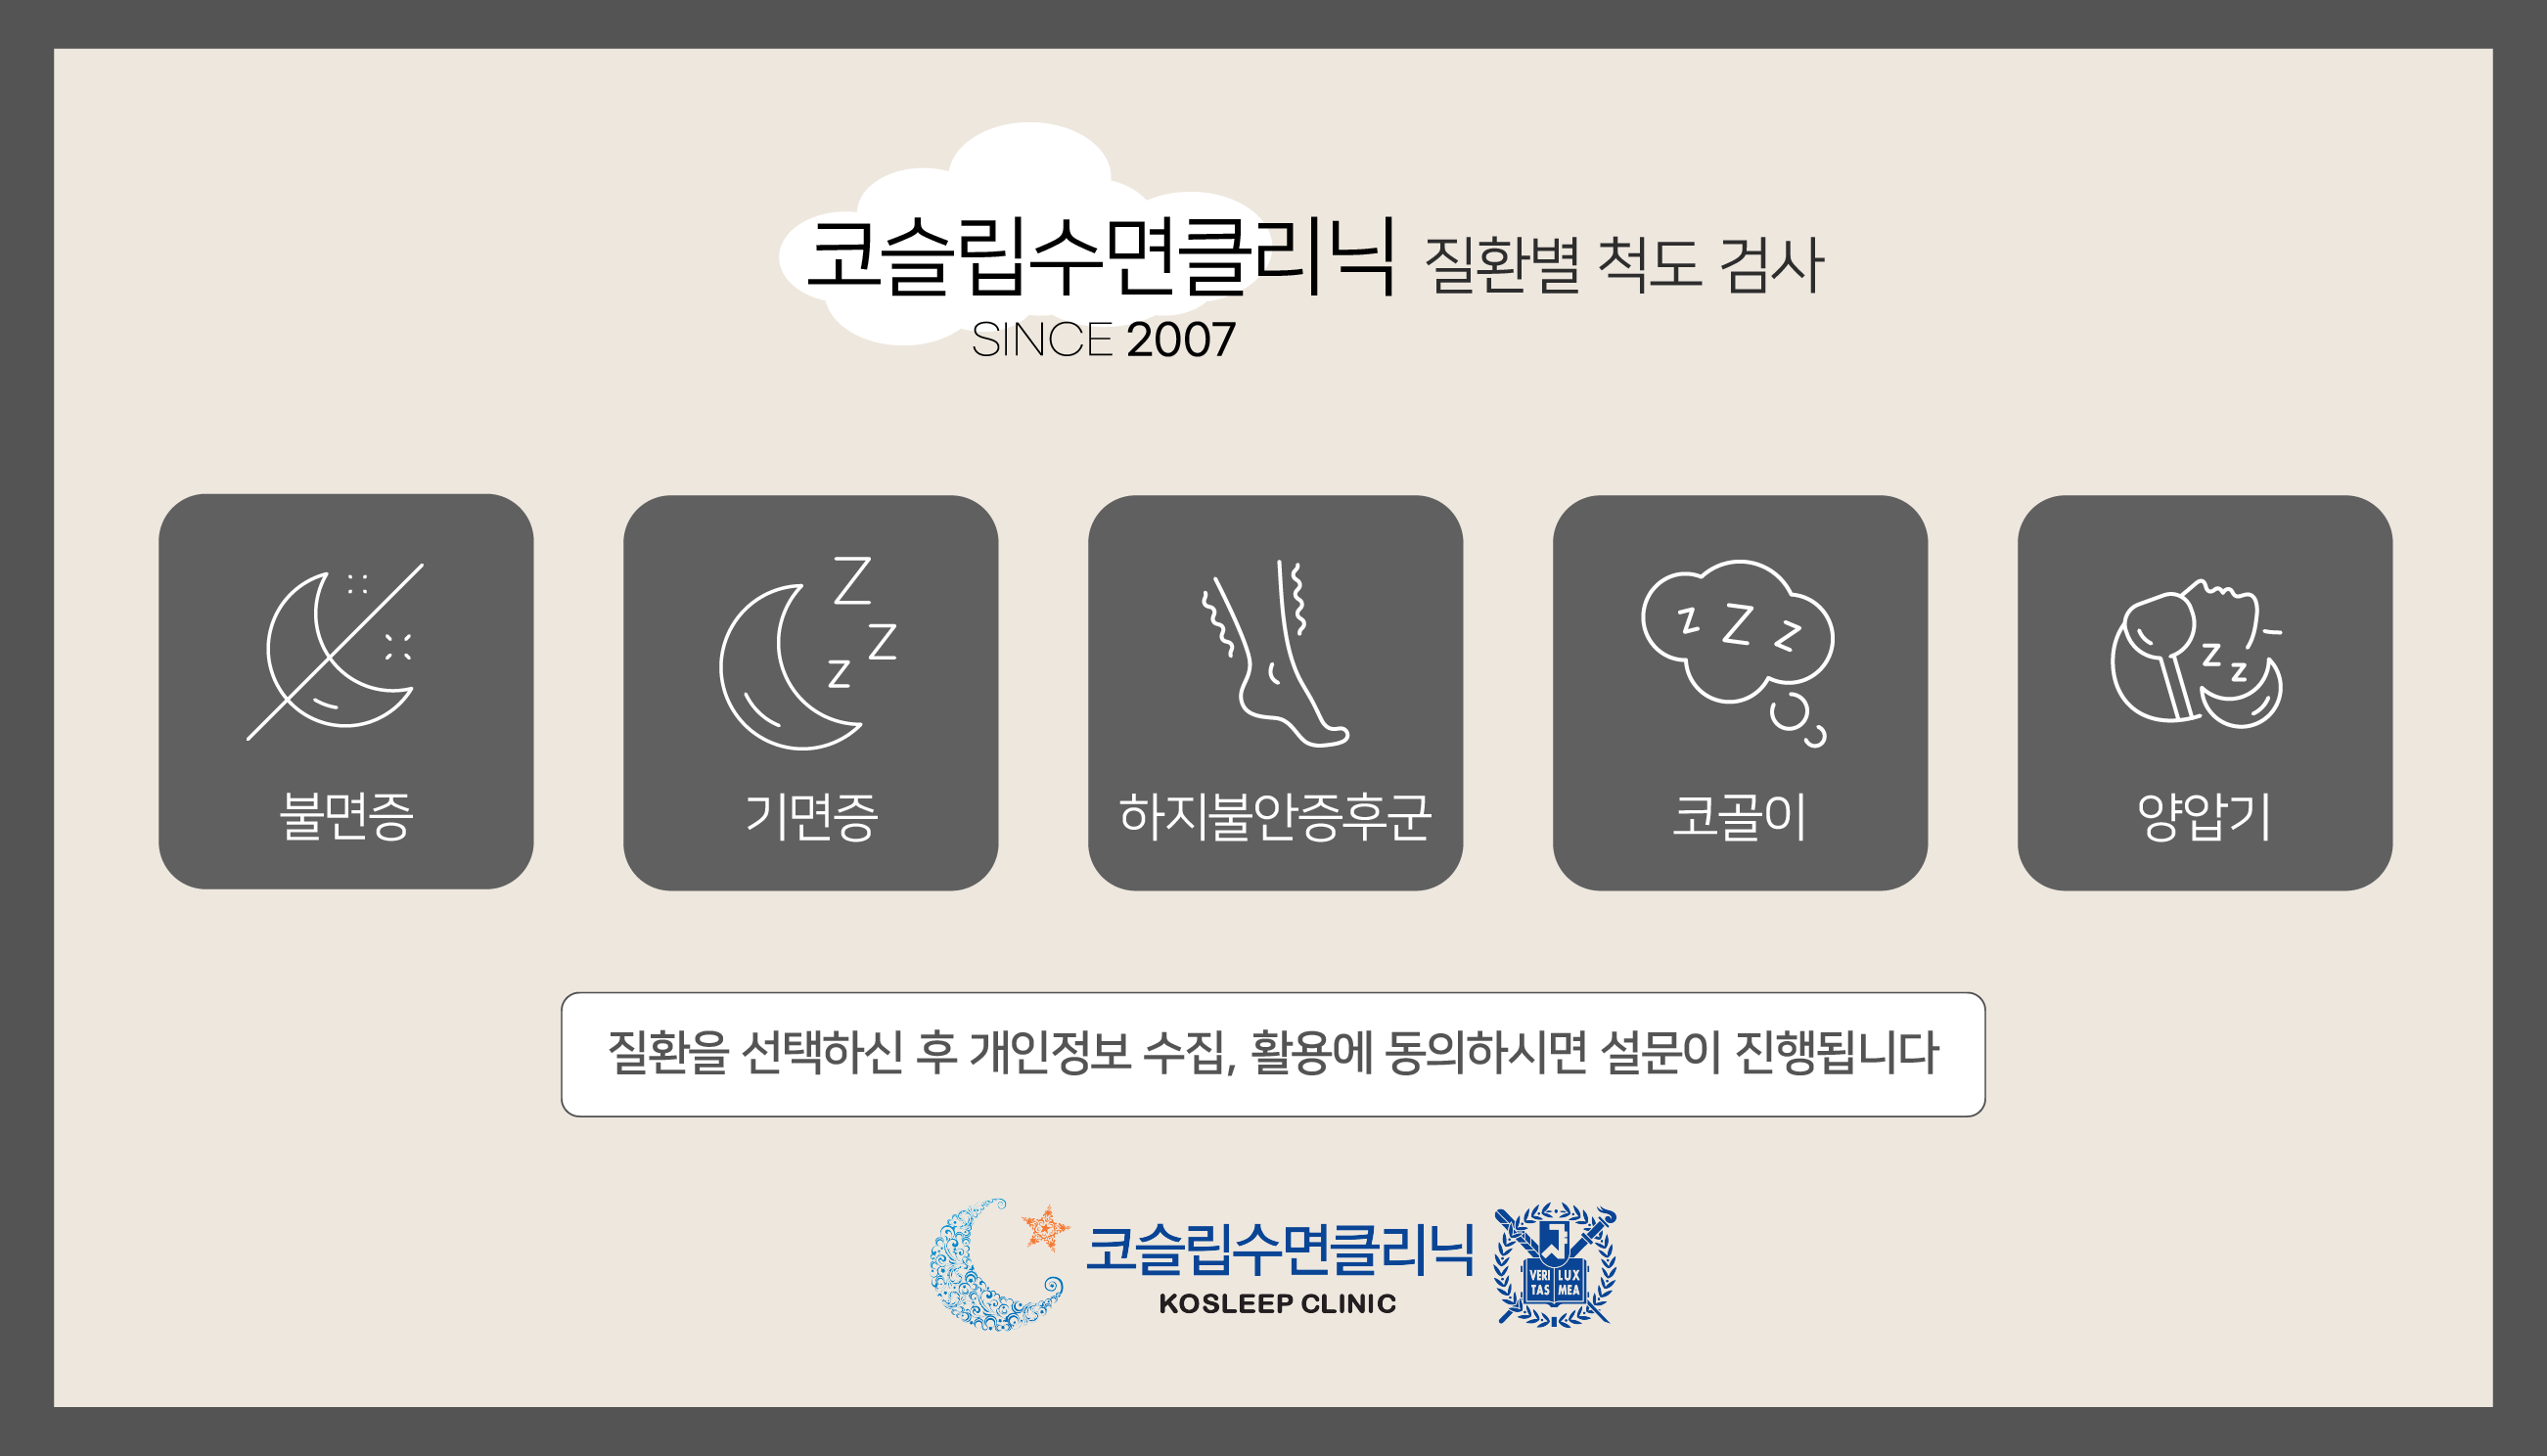 코슬립수면클리닉 질환별 척도 검사
SINCE 2007
Z
Z
Z
z Z z
z
z
불면증
기면증
하지불안증후군
코골이
양압기
질환을 선택하신 후 개인정보 수집, 활용에 동의하시면 설문이 진행됩니다
코슬립수면클리닉
KOSLEEP CLINIC
VERI LUX
TAS MEA